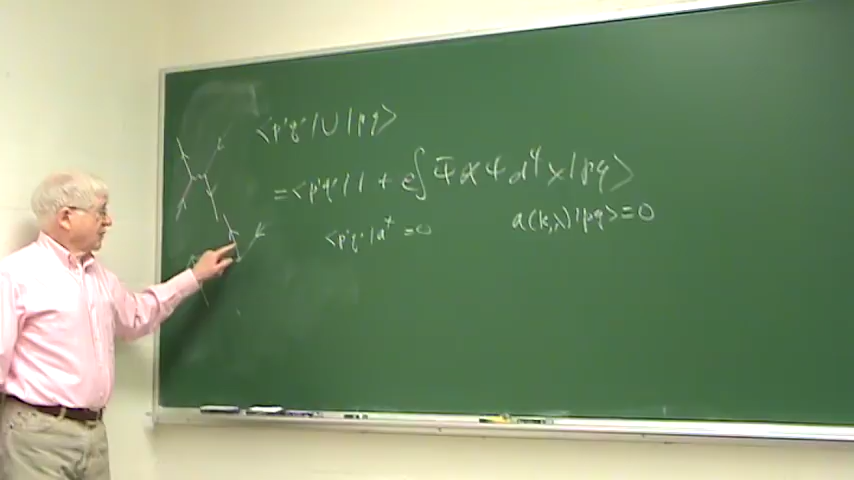 <p'q'|U|pq>
=<p'q'|1 + e∫ Ψ̄ α Ψ d⁴x|pq>
<p'q'|a⁺ =0
a(k,λ)|pq>=0